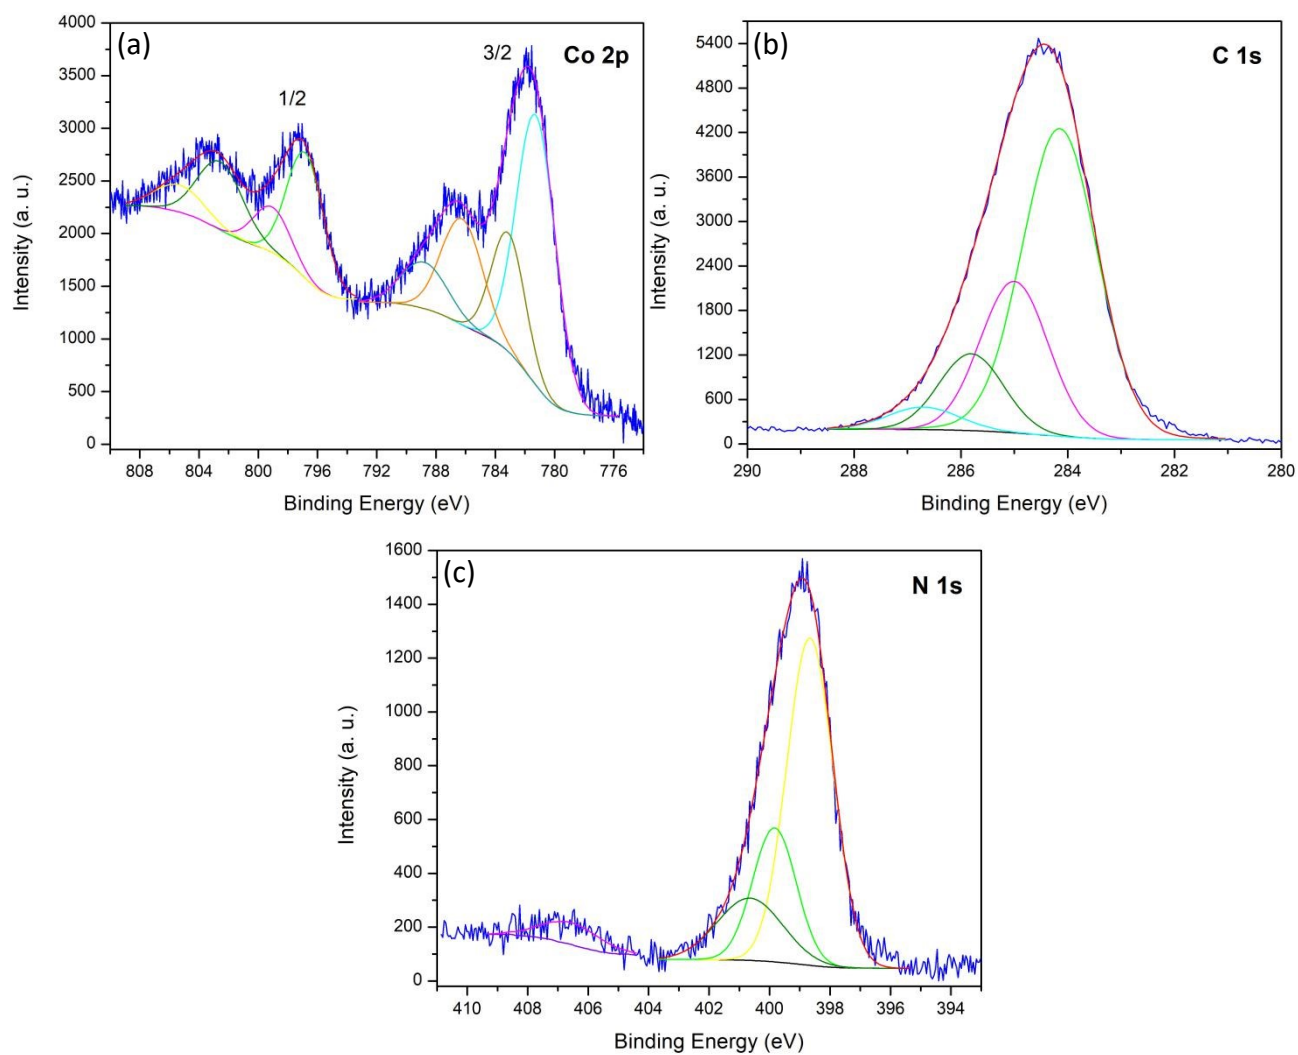 (a)
3/2
Co 2p
1/2
4000
3500
3000
2500
2000
1500
1000
500
0
Intensity (a. u.)
808 804 800 796 792 788 784 780 776
Binding Energy (eV)
(b)
C 1s
5400
4800
4200
3600
3000
2400
1800
1200
600
0
Intensity (a. u.)
290 288 286 284 282 280
Binding Energy (eV)
(c)
N 1s
1600
1400
1200
1000
800
600
400
200
0
Intensity (a. u.)
410 408 406 404 402 400 398 396 394
Binding Energy (eV)